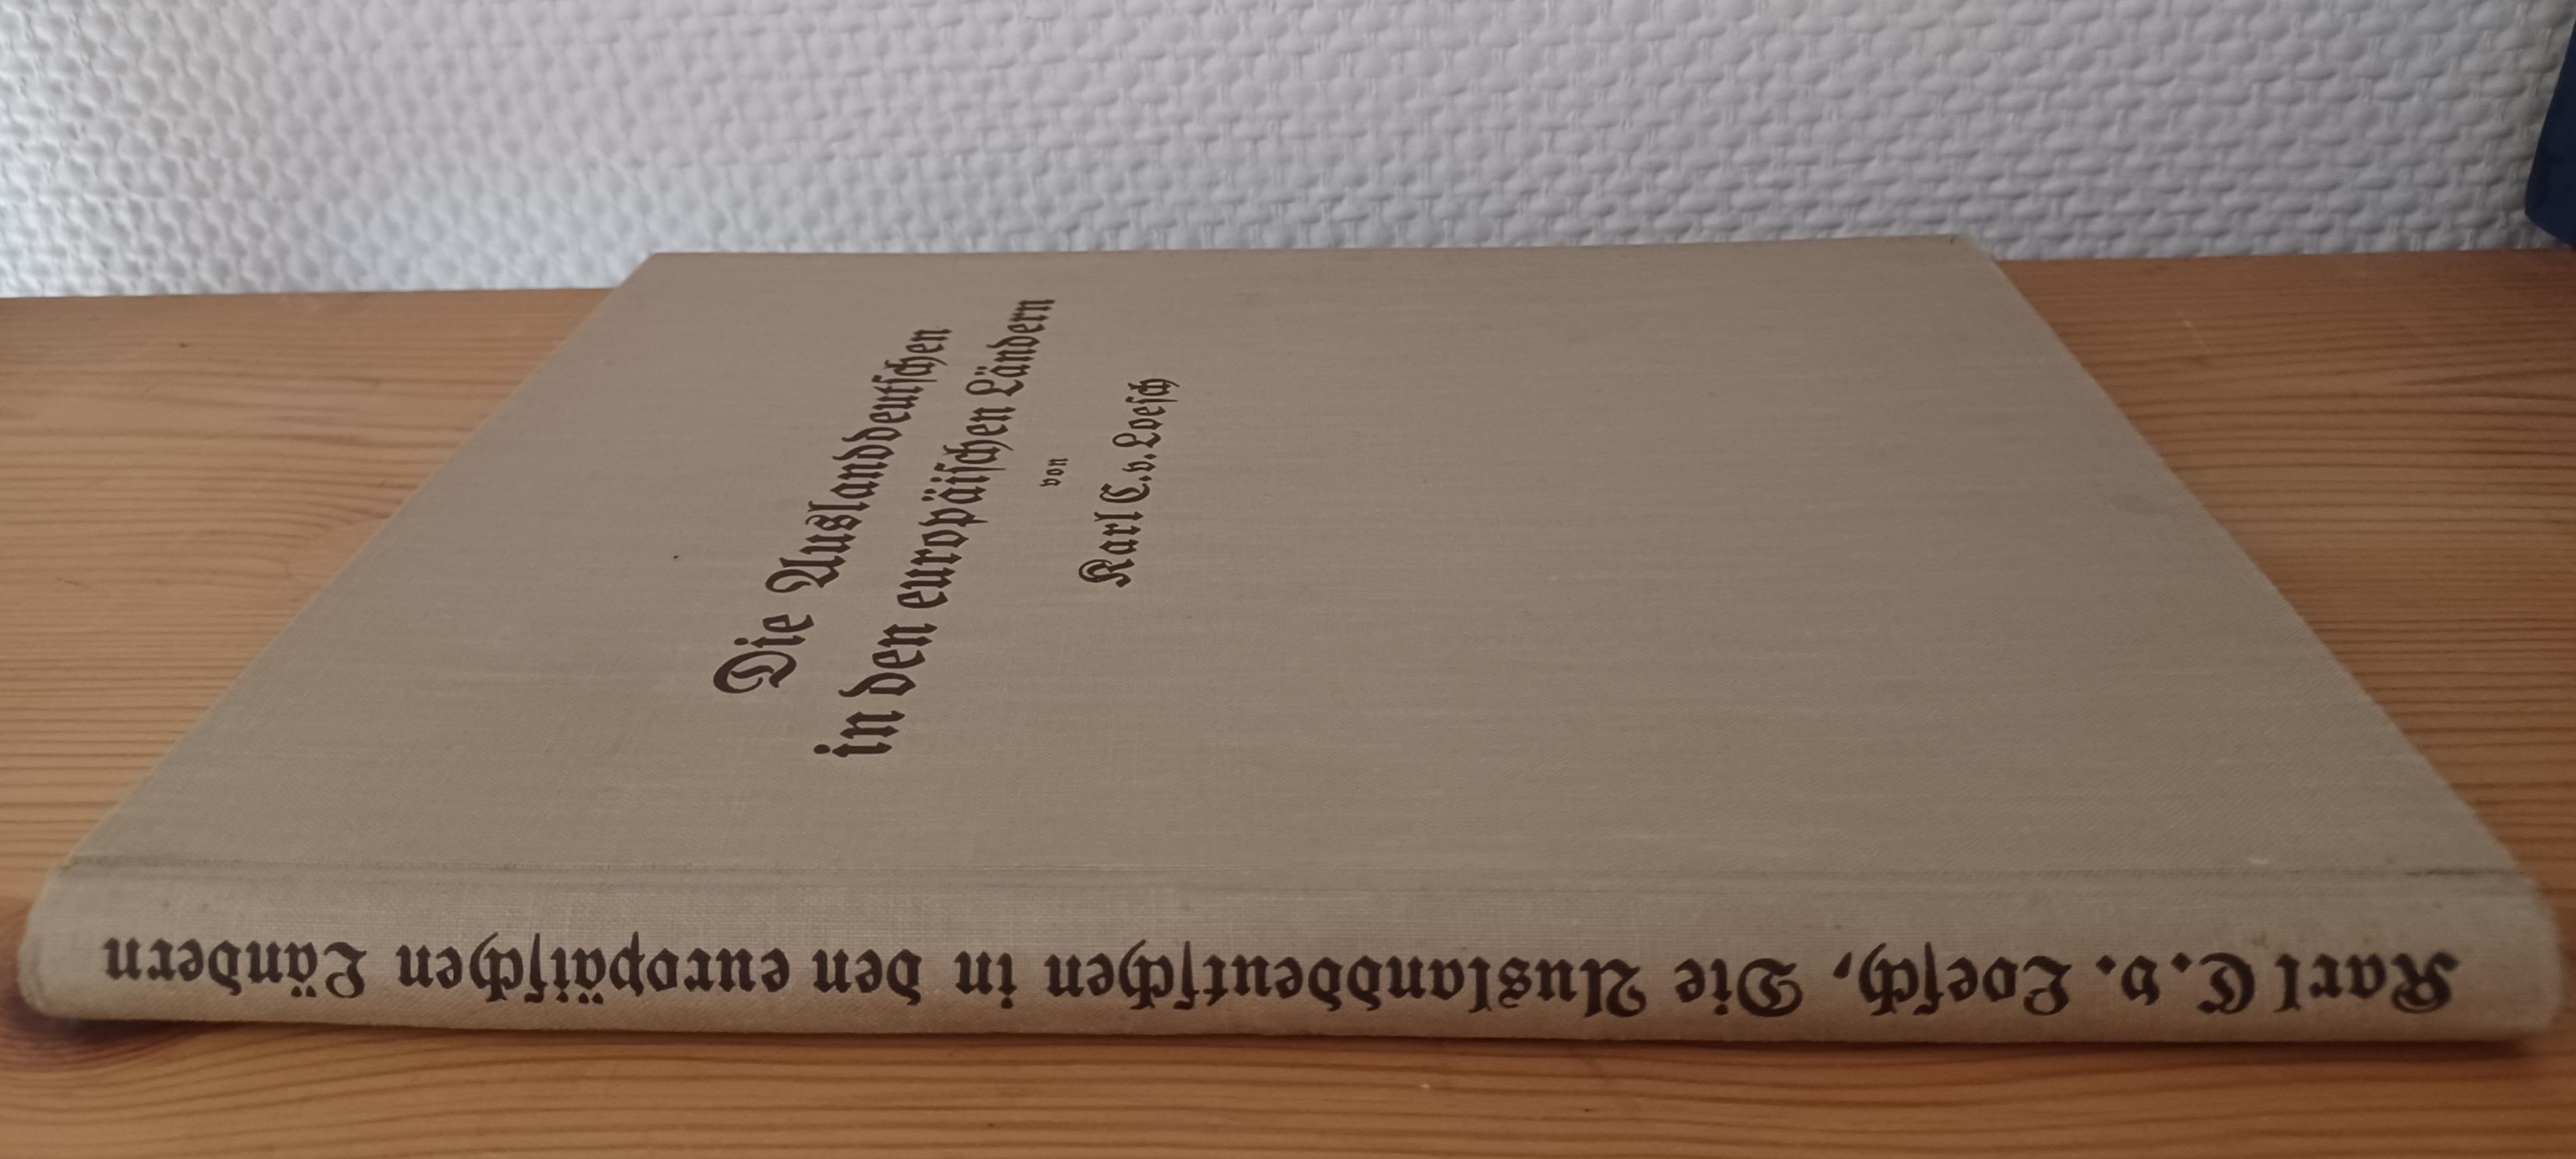 Die Auslanddeutschen
in den europäischen Ländern
von
Karl C. v. Loesch
Karl C. v. Loesch, Die Auslanddeutschen in den europäischen Ländern